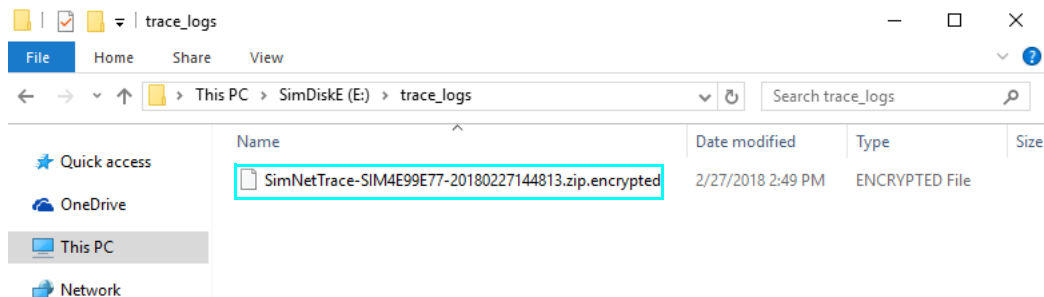 trace_logs
File Home Share View
This PC > SimDiskE (E:) > trace_logs Search trace_logs
Name Date modified Type Size
Quick access
SimNetTrace-SIM4E99E77-20180227144813.zip.encrypted 2/27/2018 2:49 PM ENCRYPTED File
OneDrive
This PC
Network